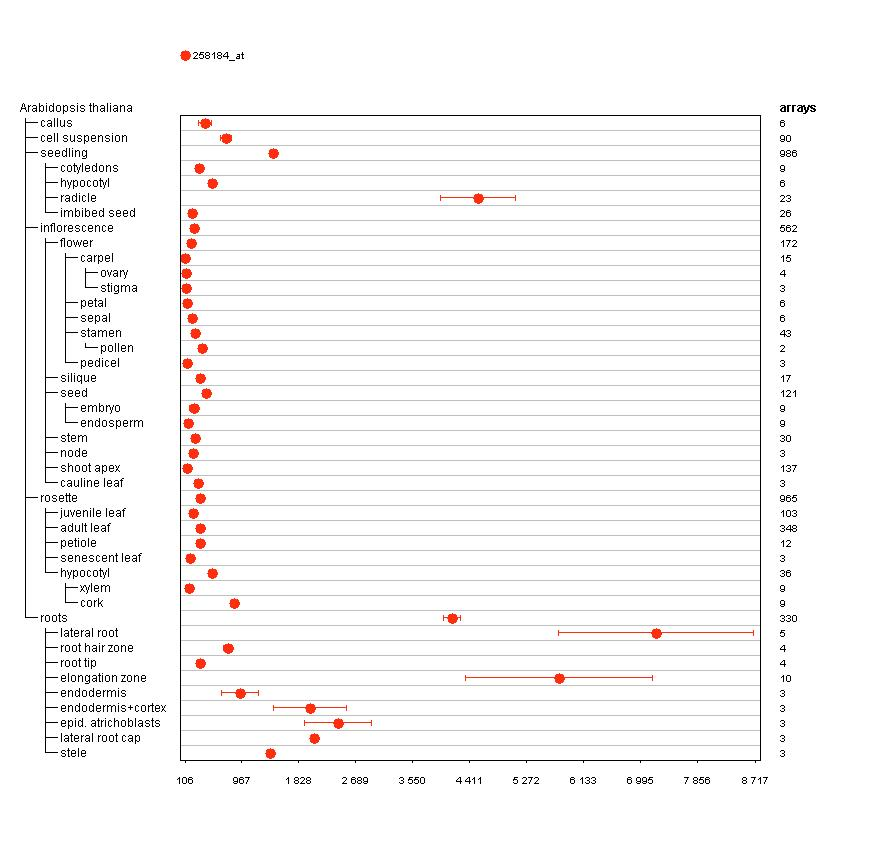 258184_at
Arabidopsis thaliana arrays
callus 6
cell suspension 90
seedling 986
cotyledons 9
hypocotyl 6
radicle 23
imbibed seed 26
inflorescence 562
flower 172
carpel 15
ovary 4
stigma 3
petal 6
sepal 6
stamen 43
pollen 2
pedicel 3
silique 17
seed 121
embryo 9
endosperm 9
stem 30
node 3
shoot apex 137
cauline leaf 3
rosette 965
juvenile leaf 103
adult leaf 348
petiole 12
senescent leaf 3
hypocotyl 36
xylem 9
cork 9
roots 330
lateral root 5
root hair zone 4
root tip 4
elongation zone 10
endodermis 3
endodermis+cortex 3
epid. atrichoblasts 3
lateral root cap 3
stele 3
106 967 1 828 2 689 3 550 4 411 5 272 6 133 6 995 7 856 8 717